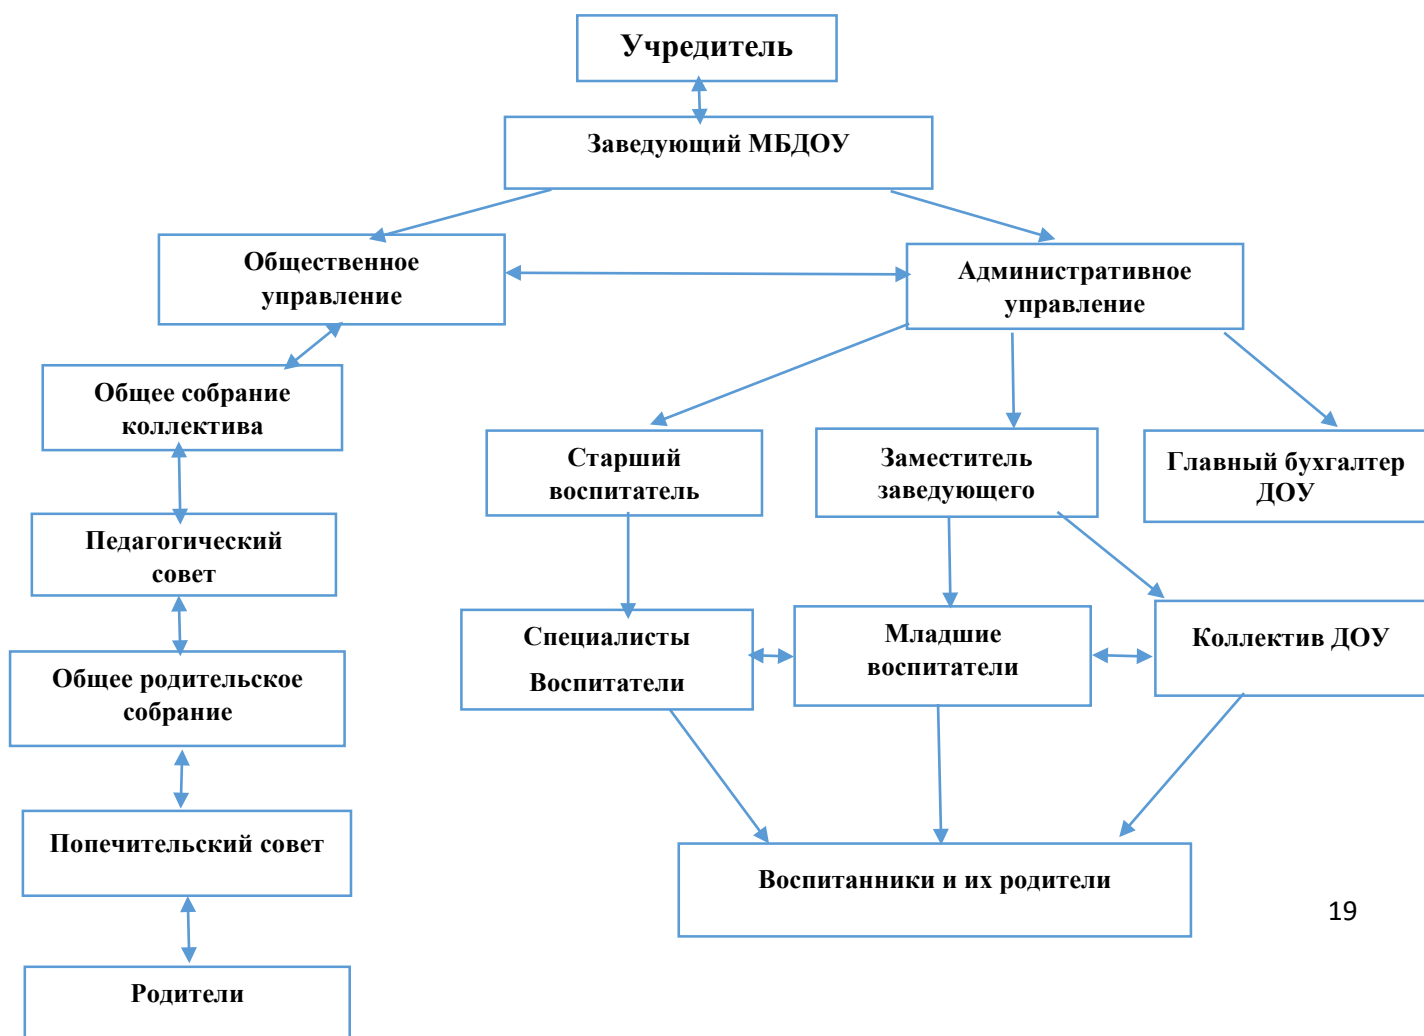 Учредитель
Заведующий МБДОУ
Общественное
управление
Административное
управление
Общее собрание
коллектива
Старший
воспитатель
Заместитель
заведующего
Главный бухгалтер
ДОУ
Педагогический
совет
Специалисты
Воспитатели
Младшие
воспитатели
Коллектив ДОУ
Общее родительское
собрание
Попечительский совет
Воспитанники и их родители
19
Родители